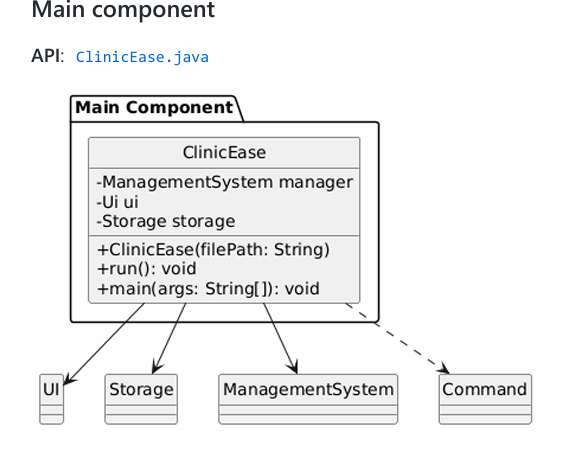 Main component
API: ClinicEase.java
Main Component
ClinicEase
-ManagementSystem manager
-Ui ui
-Storage storage
+ClinicEase(filePath: String)
+run(): void
+main(args: String[]): void
UI
Storage
ManagementSystem
Command